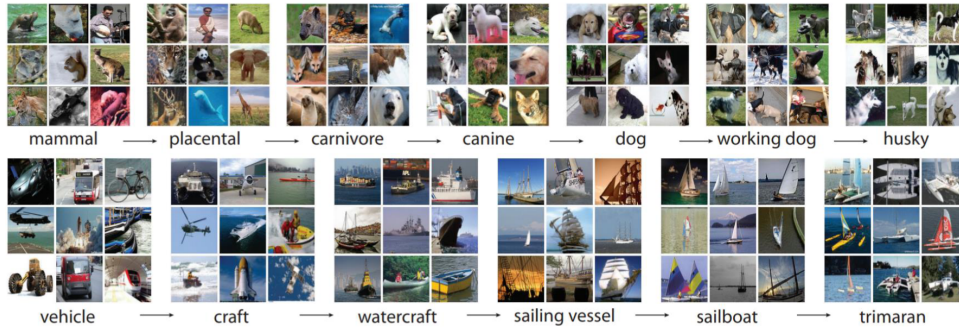 mammal → placental → carnivore → canine → dog → working dog → husky
vehicle → craft → watercraft → sailing vessel → sailboat → trimaran